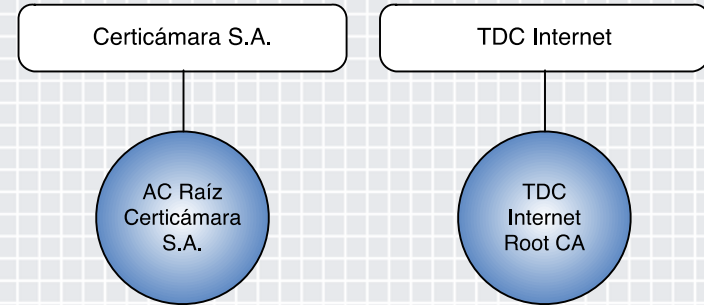 Certicámara S.A.
TDC Internet
AC Raíz
Certicámara
S.A.
TDC
Internet
Root CA